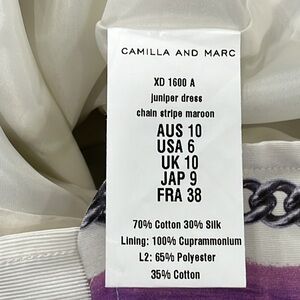 CAMILLA AND MARC
XD 1600 A
juniper dress
chain stripe maroon
AUS 10
USA 6
UK 10
JAP 9
FRA 38
70% Cotton 30% Silk
Lining: 100% Cuprammonium
L2: 65% Polyester
35% Cotton